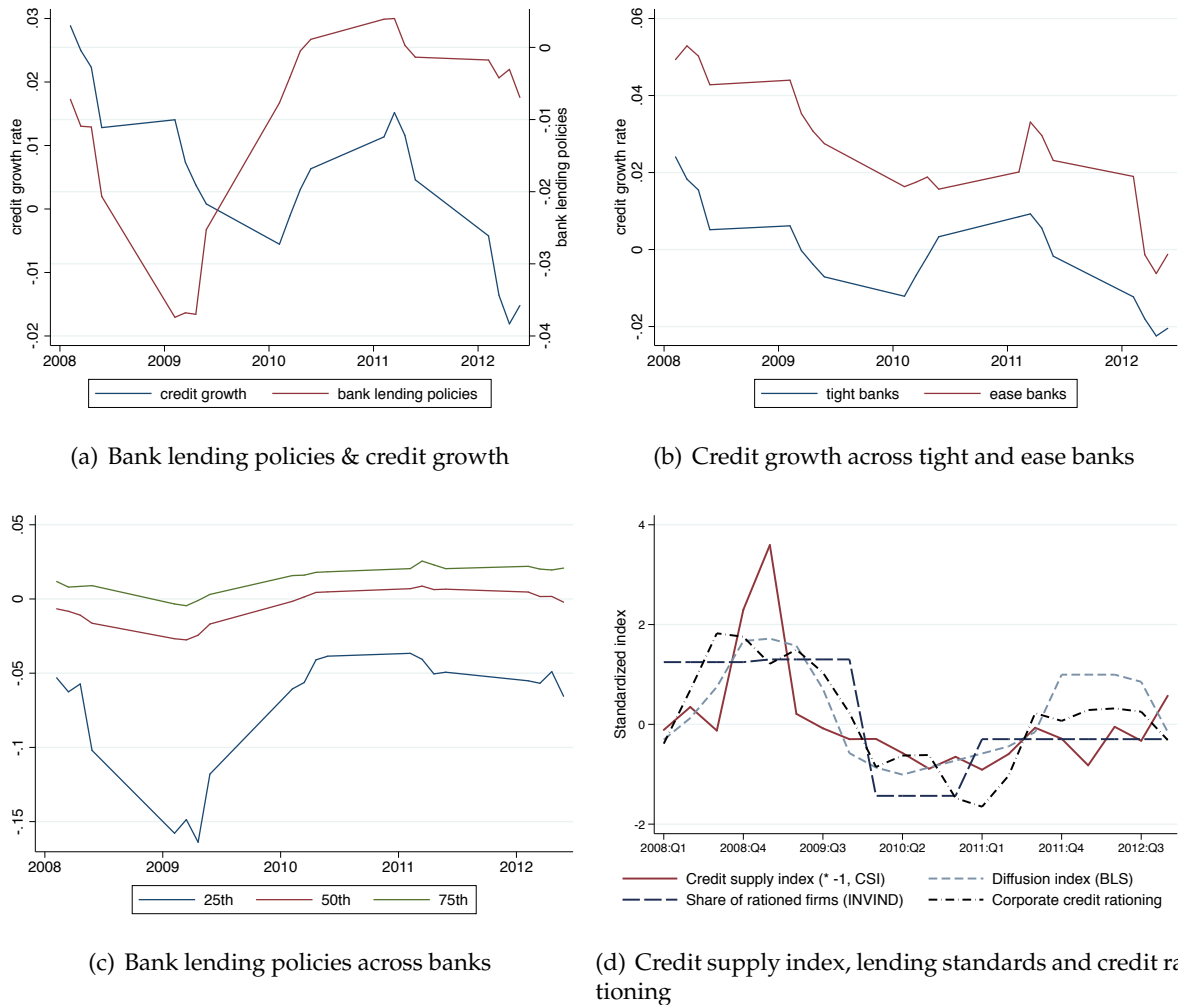 .03
.02
.01
0
-.01
-.02
credit growth rate
0
-.01
-.02
-.03
-.04
bank lending policies
2008 2009 2010 2011 2012
credit growth bank lending policies
(a) Bank lending policies & credit growth
.06
.04
.02
0
-.02
credit growth rate
2008 2009 2010 2011 2012
tight banks ease banks
(b) Credit growth across tight and ease banks
.05
0
-.05
-.1
-.15
2008 2009 2010 2011 2012
25th 50th 75th
(c) Bank lending policies across banks
4
2
0
-2
Standardized index
2008:Q1 2008:Q4 2009:Q3 2010:Q2 2011:Q1 2011:Q4 2012:Q3
Credit supply index (* -1, CSI) Diffusion index (BLS)
Share of rationed firms (INVIND) Corporate credit rationing
(d) Credit supply index, lending standards and credit ra
tioning